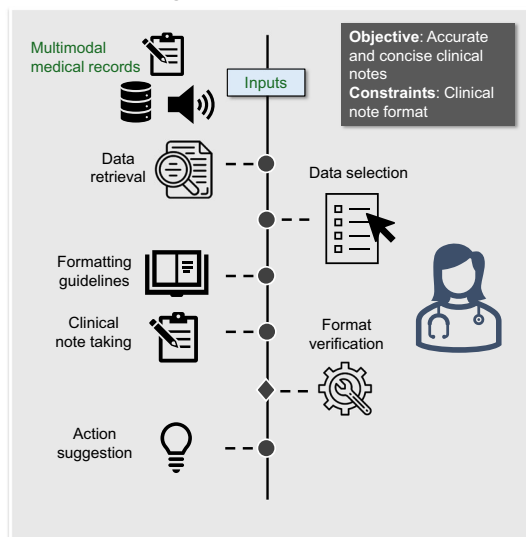 Multimodal
medical records
Inputs
Objective: Accurate
and concise clinical
notes
Constraints: Clinical
note format
Data
retrieval
Data selection
Formatting
guidelines
Clinical
note taking
Format
verification
Action
suggestion